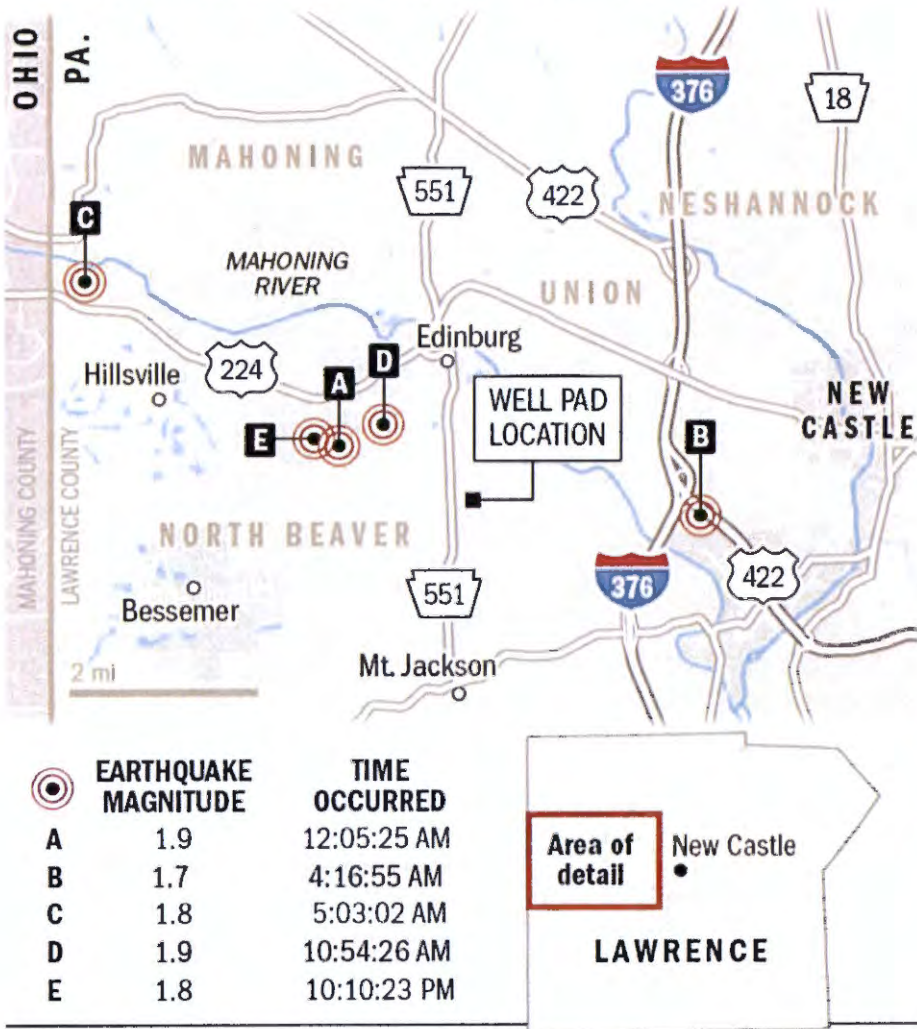 OHIO
PA.
376
18
MAHONING
551
422
NESHANNOCK
C
MAHONING
RIVER
UNION
Edinburg
D
224
A
Hillsville
WELL PAD
LOCATION
NEW
CASTLE
E
B
MAHONING COUNTY
LAWRENCE COUNTY
NORTH BEAVER
551
376
422
Bessemer
2 mi
Mt. Jackson
EARTHQUAKE
MAGNITUDE
TIME
OCCURRED
A 1.9 12:05:25 AM
B 1.7 4:16:55 AM
C 1.8 5:03:02 AM
D 1.9 10:54:26 AM
E 1.8 10:10:23 PM
Area of
detail
New Castle
LAWRENCE